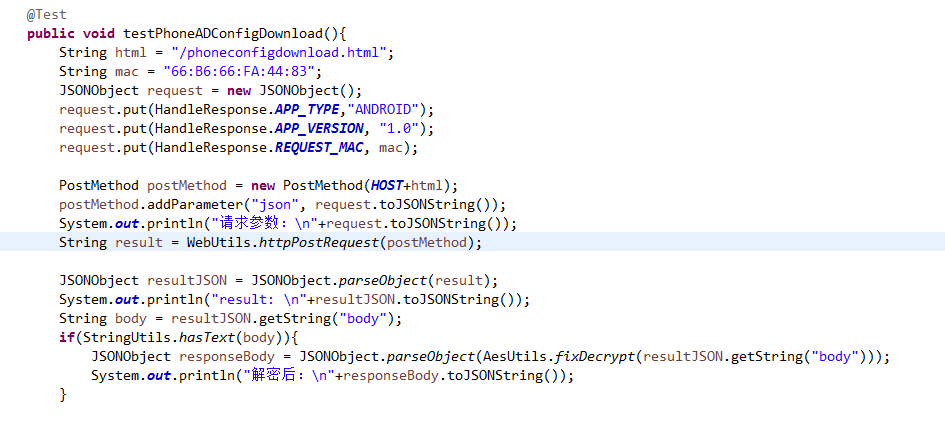 @Test
public void testPhoneADConfigDownload(){
String html = "/phoneconfigdownload.html";
String mac = "66:B6:66:FA:44:83";
JSONObject request = new JSONObject();
request.put(HandleResponse.APP_TYPE,"ANDROID");
request.put(HandleResponse.APP_VERSION, "1.0");
request.put(HandleResponse.REQUEST_MAC, mac);
PostMethod postMethod = new PostMethod(HOST+html);
postMethod.addParameter("json", request.toJSONString());
System.out.println("请求参数：\n"+request.toJSONString());
String result = WebUtils.httpPostRequest(postMethod);
JSONObject resultJSON = JSONObject.parseObject(result);
System.out.println("result: \n"+resultJSON.toJSONString());
String body = resultJSON.getString("body");
if(StringUtils.hasText(body)){
JSONObject responseBody = JSONObject.parseObject(AesUtils.fixDecrypt(resultJSON.getString("body")));
System.out.println("解密后：\n"+responseBody.toJSONString());
}